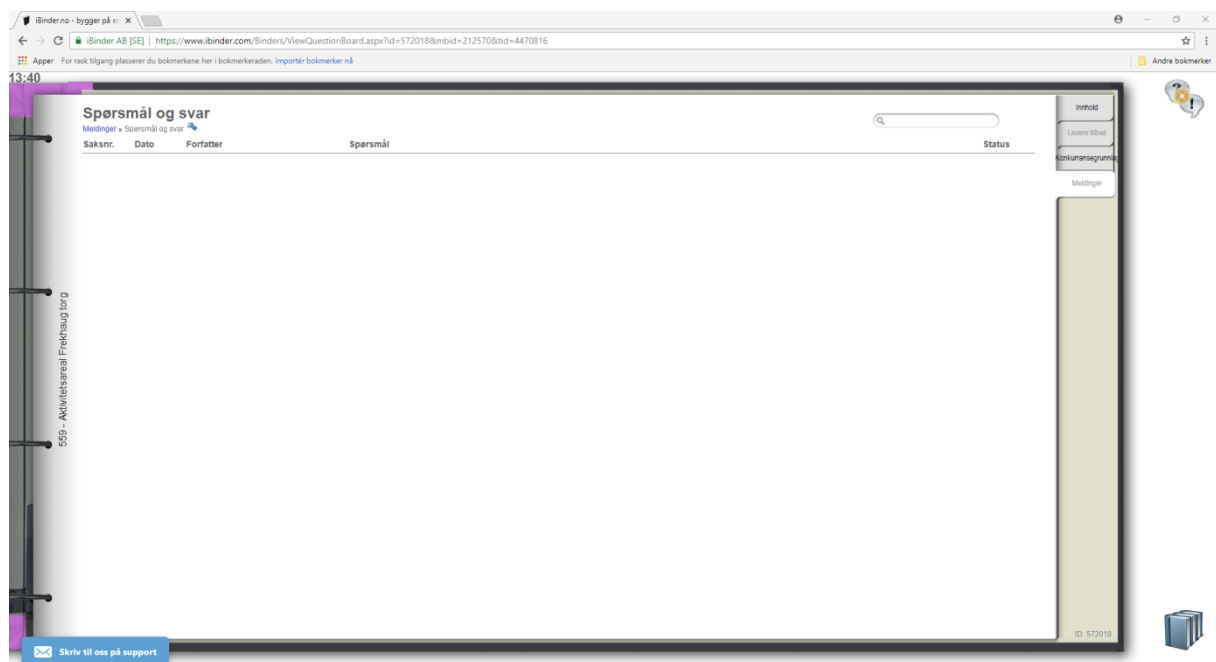 iBinder.no - bygger på e
iBinder AB [SE] | https://www.ibinder.com/Binders/ViewQuestionBoard.aspx?id=572018&mbid=212570&tid=4470816
Apper For rask tilgang plasserer du bokmerkene her i bokmerkeraden. Importér bokmerker nå
Andre bokmerker
13:40
Spørsmål og svar
Meldinger » Spørsmål og svar
Saksnr. Dato Forfatter Spørsmål Status
Innhold
Levere tilbud
Konkurransegrunnlag
Meldinger
559 - Aktivitetsareal Frekhaug torg
ID: 572018
Skriv til oss på support